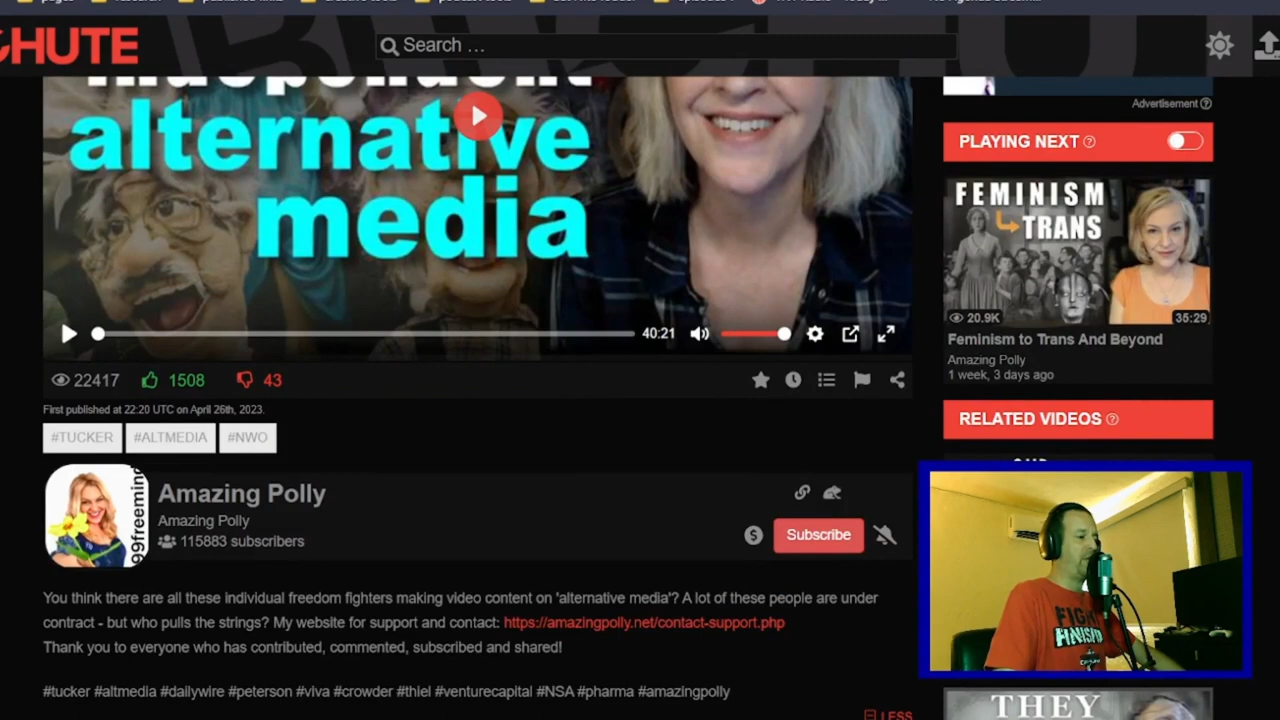 CHUTE
Search …
independent
alternative
media
40:21
22417
1508
43
First published at 22:20 UTC on April 26th, 2023.
#TUCKER
#ALTMEDIA
#NWO
99freemind
Amazing Polly
Amazing Polly
115883 subscribers
Subscribe
You think there are all these individual freedom fighters making video content on 'alternative media'? A lot of these people are under
contract - but who pulls the strings? My website for support and contact: https://amazingpolly.net/contact-support.php
Thank you to everyone who has contributed, commented, subscribed and shared!
#tucker #altmedia #dailywire #peterson #viva #crowder #thiel #venturecapital #NSA #pharma #amazingpolly
LESS
Advertisement
PLAYING NEXT
FEMINISM
TRANS
20.9K
35:29
Feminism to Trans And Beyond
Amazing Polly
1 week, 3 days ago
RELATED VIDEOS
FIGHT
FINISH
THEY